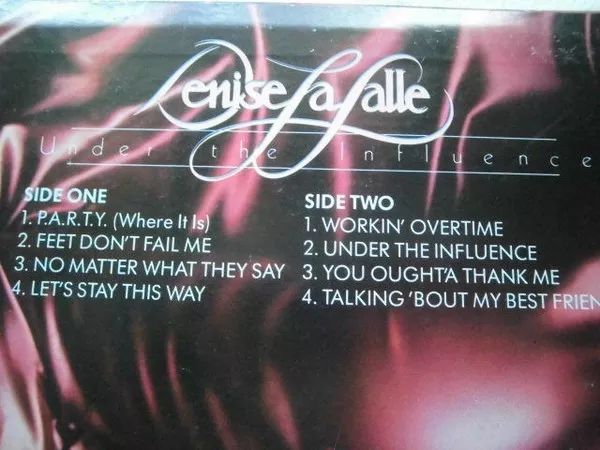 Denise LaSalle
Under the Influence
SIDE ONE
1. P.A.R.T.Y. (Where It Is)
2. FEET DON'T FAIL ME
3. NO MATTER WHAT THEY SAY
4. LET'S STAY THIS WAY
SIDE TWO
1. WORKIN' OVERTIME
2. UNDER THE INFLUENCE
3. YOU OUGHT'A THANK ME
4. TALKING 'BOUT MY BEST FRIEN